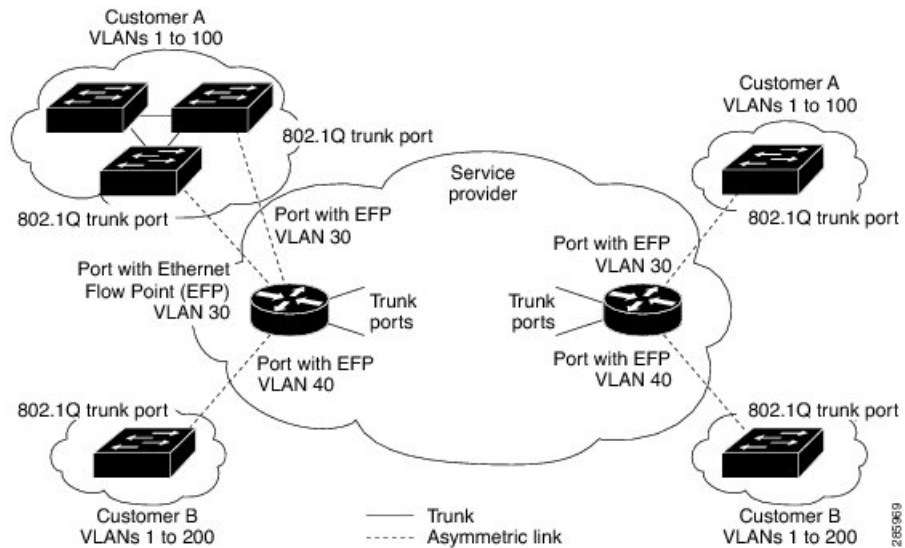 Customer A
VLANs 1 to 100
Customer A
VLANs 1 to 100
802.1Q trunk port
Service
provider
802.1Q trunk port
802.1Q trunk port
Port with EFP
VLAN 30
Port with EFP
VLAN 30
Port with Ethernet
Flow Point (EFP)
VLAN 30
Trunk
ports
Trunk
ports
Port with EFP
VLAN 40
Port with EFP
VLAN 40
802.1Q trunk port
802.1Q trunk port
Customer B
VLANs 1 to 200
Trunk
Asymmetric link
Customer B
VLANs 1 to 200
285969